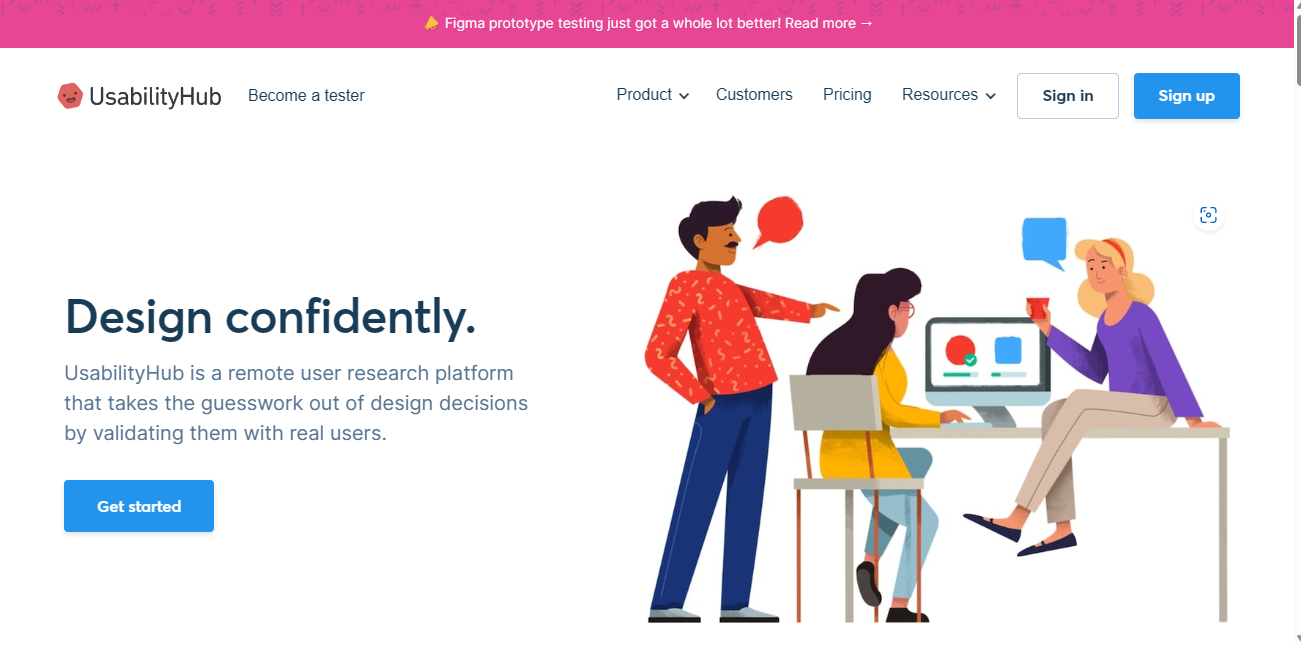 Figma prototype testing just got a whole lot better! Read more →
UsabilityHub
Become a tester
Product
Customers
Pricing
Resources
Sign in
Sign up
Design confidently.
UsabilityHub is a remote user research platform
that takes the guesswork out of design decisions
by validating them with real users.
Get started